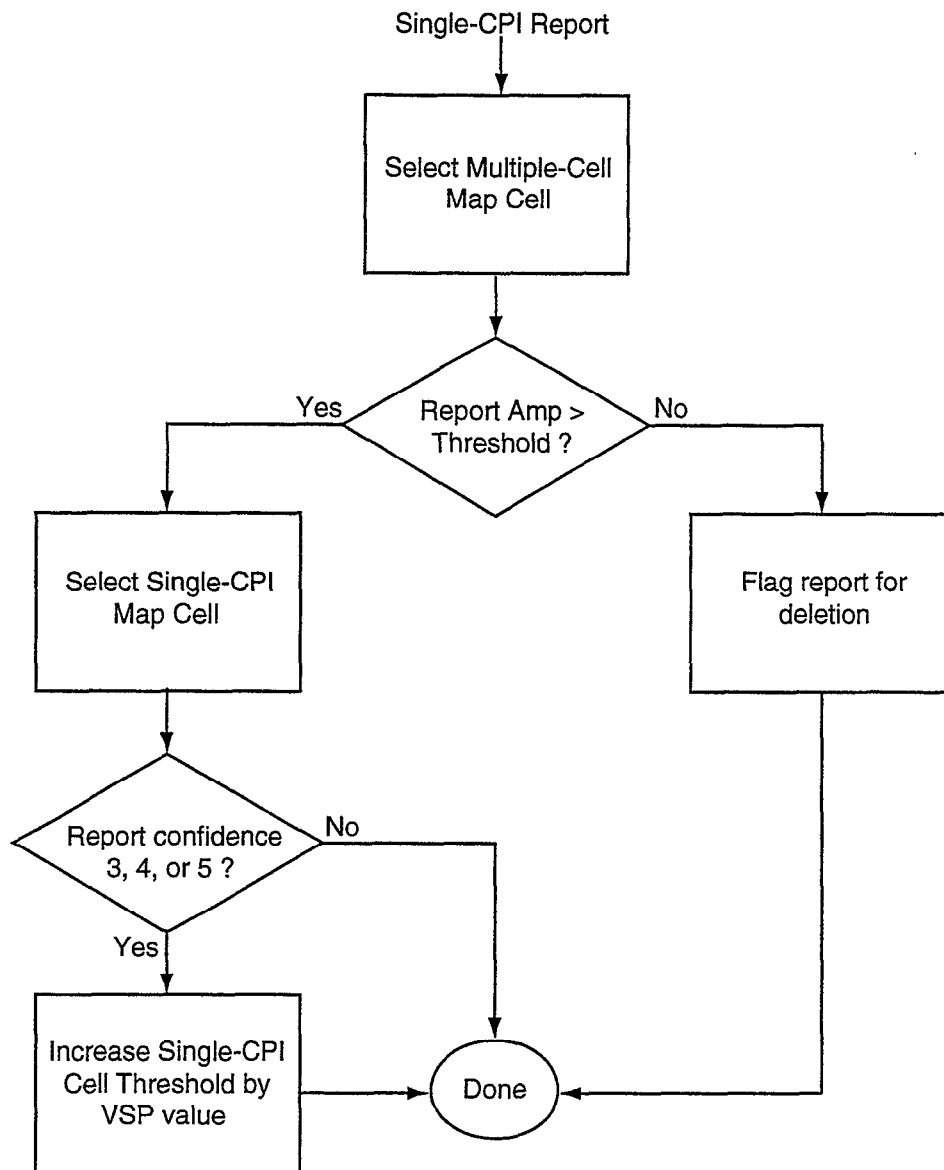 Single-CPI Report
Select Multiple-Cell
Map Cell
Report Amp >
Threshold ?
Yes
No
Select Single-CPI
Map Cell
Flag report for
deletion
Report confidence
3, 4, or 5 ?
No
Yes
Increase Single-CPI
Cell Threshold by
VSP value
Done